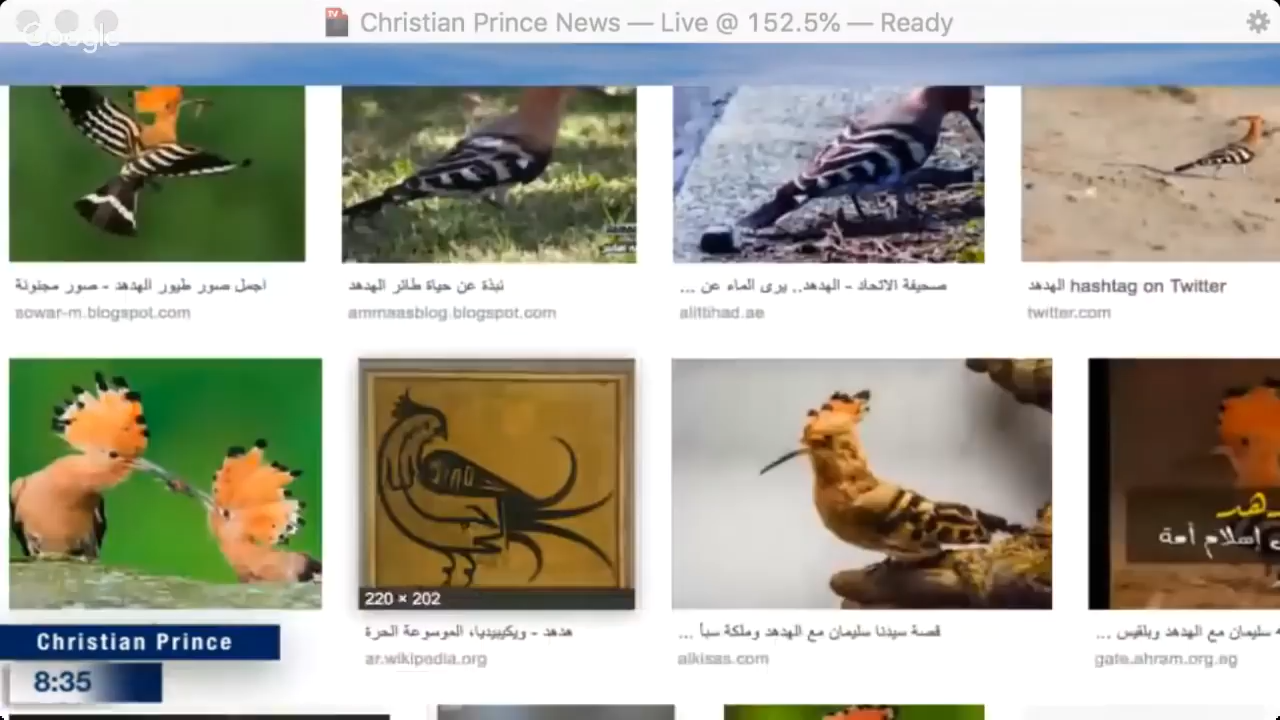 Christian Prince News — Live @ 152.5% — Ready
Google
اجمل صور طيور الهدهد - صور مجنونة
sowar-m.blogspot.com
نبذة عن حياة طائر الهدهد
ammaasblog.blogspot.com
صحيفة الاتحاد - الهدهد.. يرى الماء عن ...
alittihad.ae
الهدهد hashtag on Twitter
twitter.com
220 × 202
هدهد - ويكيبيديا، الموسوعة الحرة
ar.wikipedia.org
قصة سيدنا سليمان مع الهدهد وملكة سبأ ...
alkisas.com
إسلام أمة
سليمان مع الهدهد وبلقيس ...
gate.ahram.org.eg
Christian Prince
8:35